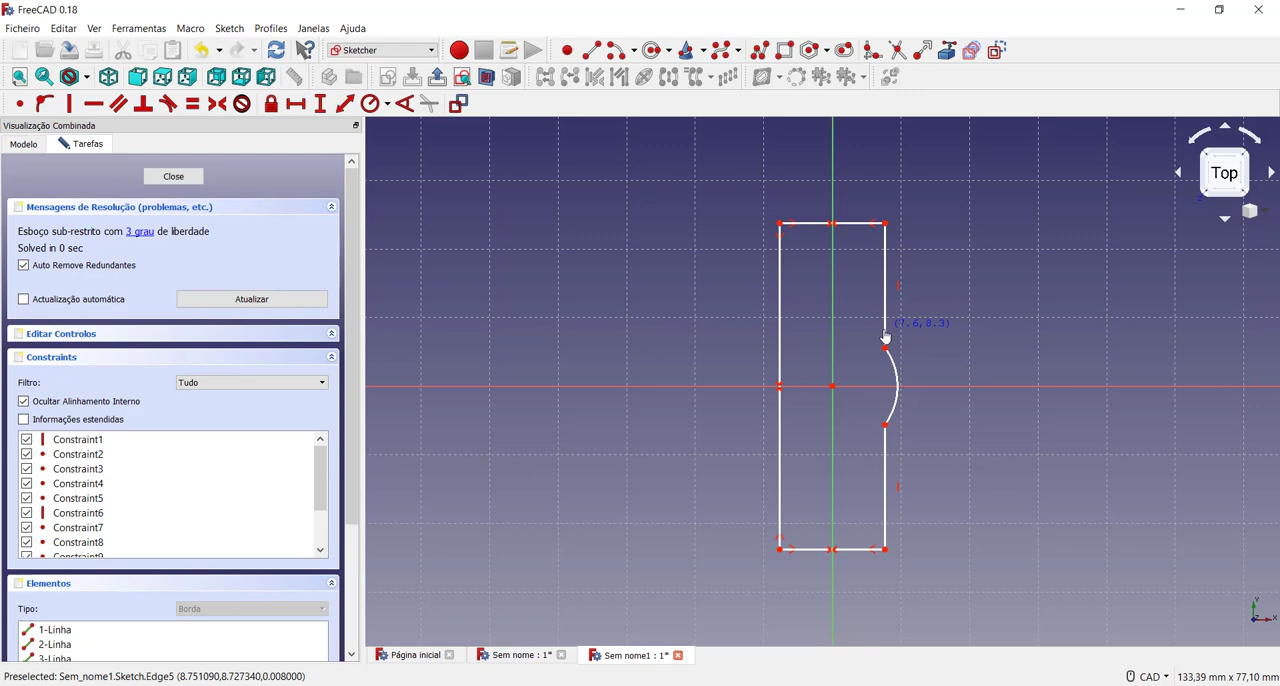 FreeCAD 0.18
Ficheiro Editar Ver Ferramentas Macro Sketch Profiles Janelas Ajuda
Sketcher
Visualização Combinada
Modelo Tarefas
Close
Mensagens de Resolução (problemas, etc.)
Esboço sub-restrito com 3 grau de liberdade
Solved in 0 sec
Auto Remove Redundantes
Actualização automática Atualizar
Editar Controlos
Constraints
Filtro: Tudo
Ocultar Alinhamento Interno
Informações estendidas
Constraint1
Constraint2
Constraint3
Constraint4
Constraint5
Constraint6
Constraint7
Constraint8
Constraint9
Elementos
Tipo: Borda
1-Linha
2-Linha
3-Linha
(7.6,8.3)
Top
Z
Y
Z X
Página inicial Sem nome : 1* Sem nome1 : 1*
Preselected: Sem_nome1.Sketch.Edge5 (8.751090,8.727340,0.008000) CAD 133,39 mm x 77,10 mm